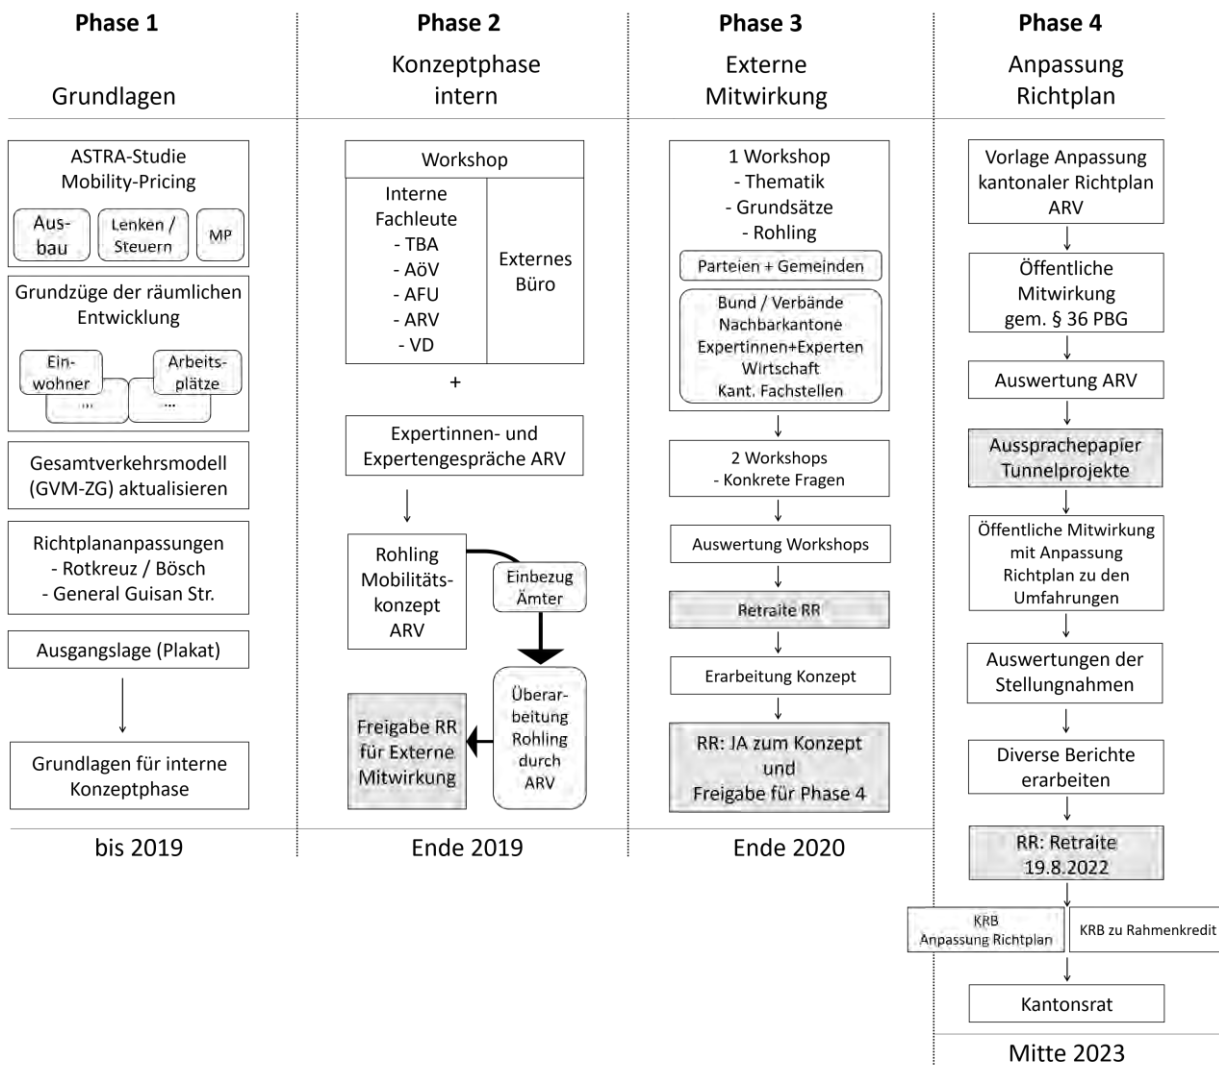 Phase 1
Grundlagen
ASTRA-Studie
Mobility-Pricing
Aus-
bau
Lenken /
Steuern
MP
Grundzüge der räumlichen
Entwicklung
Ein-
wohner
Arbeits-
plätze
...
...
Gesamtverkehrsmodell
(GVM-ZG) aktualisieren
Richtplananpassungen
- Rotkreuz / Bösch
- General Guisan Str.
Ausgangslage (Plakat)
Grundlagen für interne
Konzeptphase
bis 2019
Phase 2
Konzeptphase
intern
Workshop
Interne
Fachleute
- TBA
- AöV
- AFU
- ARV
- VD
Externes
Büro
+
Expertinnen- und
Expertengespräche ARV
Rohling
Mobilitäts-
konzept
ARV
Einbezug
Ämter
Überar-
beitung
Rohling
durch
ARV
Freigabe RR
für Externe
Mitwirkung
Ende 2019
Phase 3
Externe
Mitwirkung
1 Workshop
- Thematik
- Grundsätze
- Rohling
Parteien + Gemeinden
Bund / Verbände
Nachbarkantone
Expertinnen+Experten
Wirtschaft
Kant. Fachstellen
2 Workshops
- Konkrete Fragen
Auswertung Workshops
Retraite RR
Erarbeitung Konzept
RR: JA zum Konzept
und
Freigabe für Phase 4
Ende 2020
Phase 4
Anpassung
Richtplan
Vorlage Anpassung
kantonaler Richtplan
ARV
Öffentliche
Mitwirkung
gem. § 36 PBG
Auswertung ARV
Aussprachepapier
Tunnelprojekte
Öffentliche Mitwirkung
mit Anpassung
Richtplan zu den
Umfahrungen
Auswertungen der
Stellungnahmen
Diverse Berichte
erarbeiten
RR: Retraite
19.8.2022
KRB
Anpassung Richtplan
KRB zu Rahmenkredit
Kantonsrat
Mitte 2023